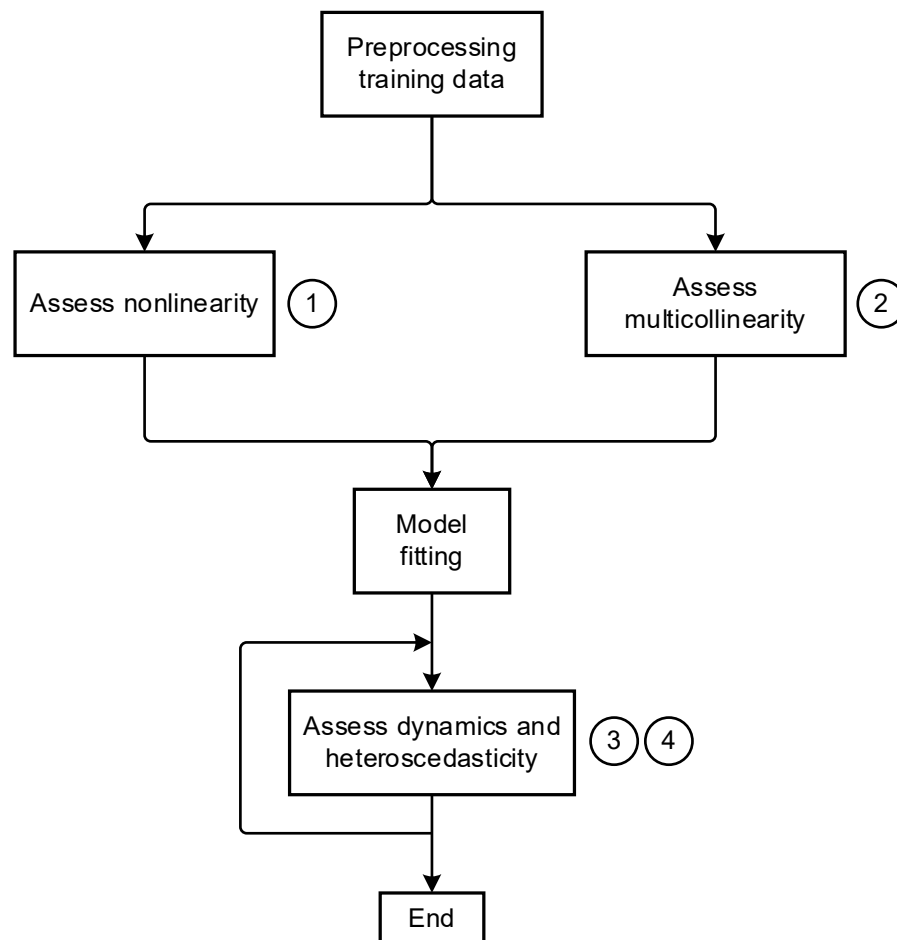 Preprocessing
training data
Assess nonlinearity
1
Assess
multicollinearity
2
Model
fitting
Assess dynamics and
heteroscedasticity
3
4
End